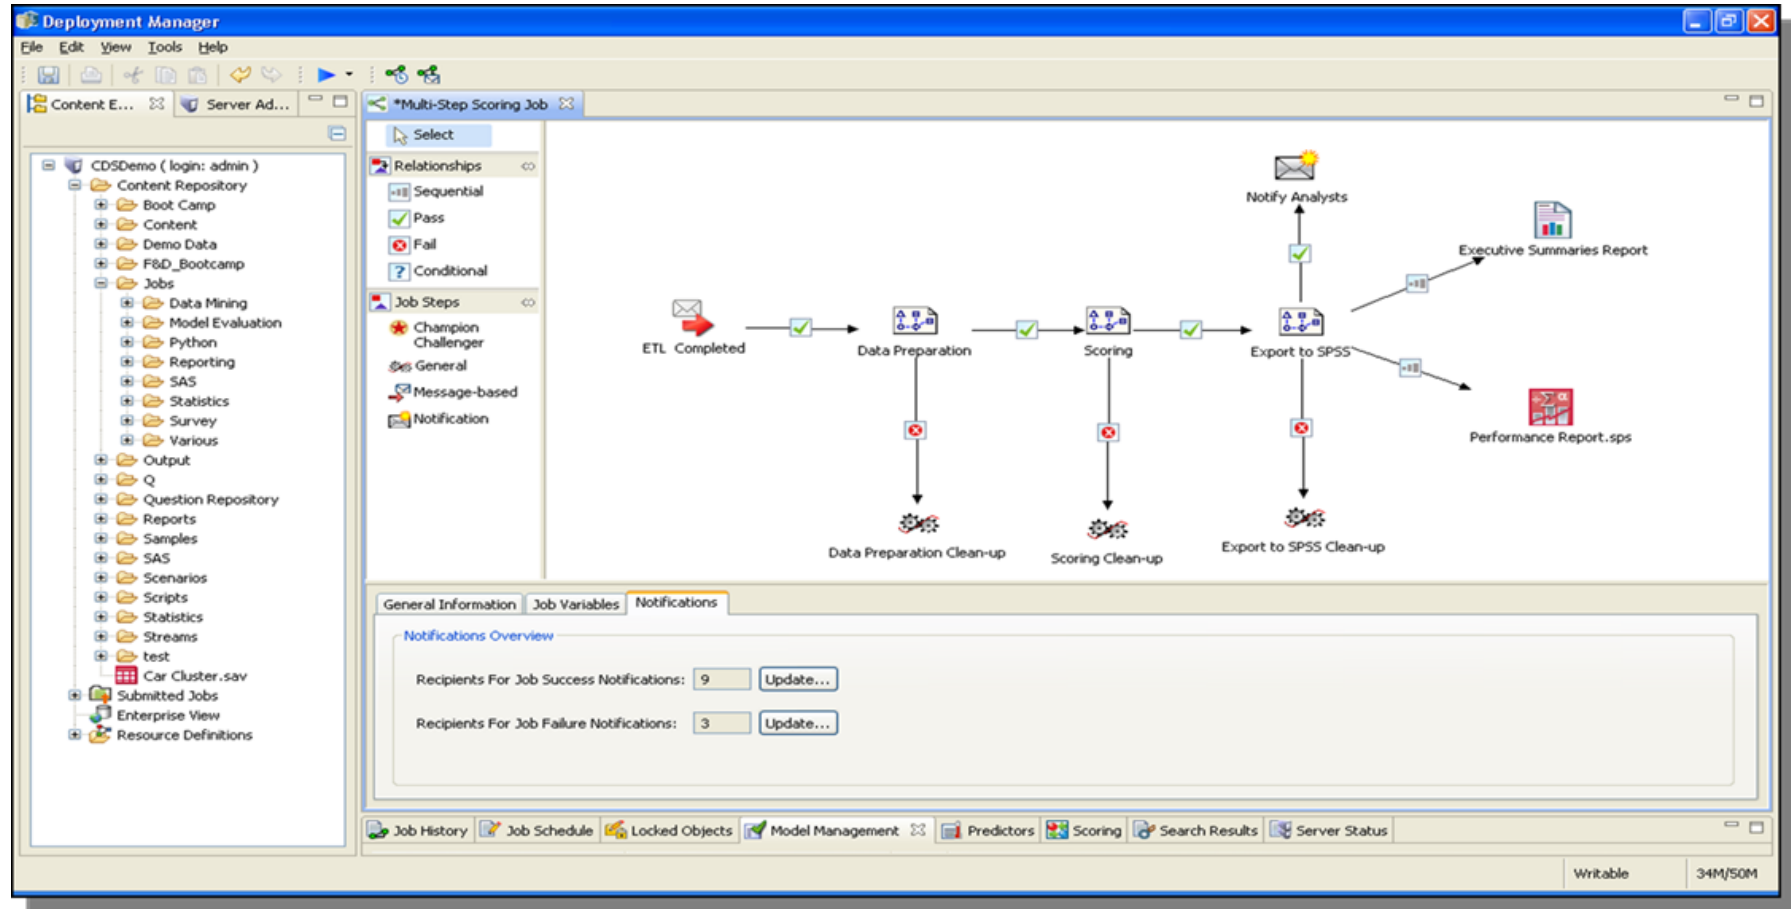 Deployment Manager
File Edit View Tools Help
Content E... Server Ad...
CDSDemo ( login: admin )
Content Repository
Boot Camp
Content
Demo Data
F&D_Bootcamp
Jobs
Data Mining
Model Evaluation
Python
Reporting
SAS
Statistics
Survey
Various
Output
Q
Question Repository
Reports
Samples
SAS
Scenarios
Scripts
Statistics
Streams
test
Car Cluster.sav
Submitted Jobs
Enterprise View
Resource Definitions
*Multi-Step Scoring Job
Select
Relationships
Sequential
Pass
Fail
Conditional
Job Steps
Champion
Challenger
General
Message-based
Notification
Notify Analysts
Executive Summaries Report
ETL Completed
Data Preparation
Scoring
Export to SPSS
Performance Report.sps
Data Preparation Clean-up
Scoring Clean-up
Export to SPSS Clean-up
General Information Job Variables Notifications
Notifications Overview
Recipients For Job Success Notifications: 9 Update...
Recipients For Job Failure Notifications: 3 Update...
Job History Job Schedule Locked Objects Model Management Predictors Scoring Search Results Server Status
Writable 34M/50M